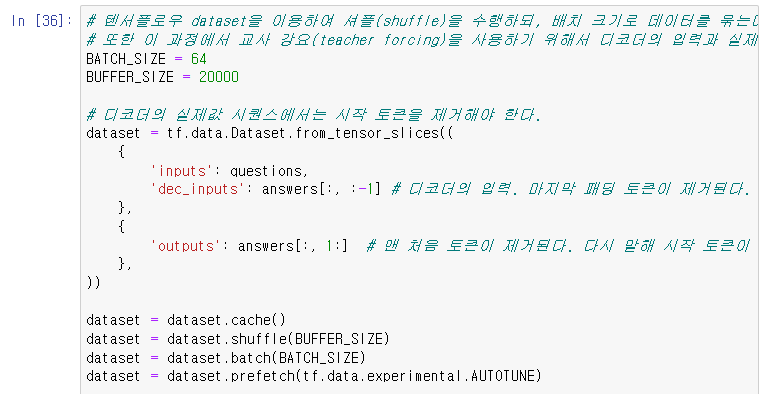 In [36]:
# 텐서플로우 dataset을 이용하여 셔플(shuffle)을 수행하되, 배치 크기로 데이터를 묶는다
# 또한 이 과정에서 교사 강요(teacher forcing)을 사용하기 위해서 디코더의 입력과 실제
BATCH_SIZE = 64
BUFFER_SIZE = 20000
# 디코더의 실제값 시퀀스에서는 시작 토큰을 제거해야 한다.
dataset = tf.data.Dataset.from_tensor_slices((
    {
        'inputs': questions,
        'dec_inputs': answers[:, :-1] # 디코더의 입력. 마지막 패딩 토큰이 제거된다.
    },
    {
        'outputs': answers[:, 1:]  # 맨 처음 토큰이 제거된다. 다시 말해 시작 토큰이
    },
))
dataset = dataset.cache()
dataset = dataset.shuffle(BUFFER_SIZE)
dataset = dataset.batch(BATCH_SIZE)
dataset = dataset.prefetch(tf.data.experimental.AUTOTUNE)